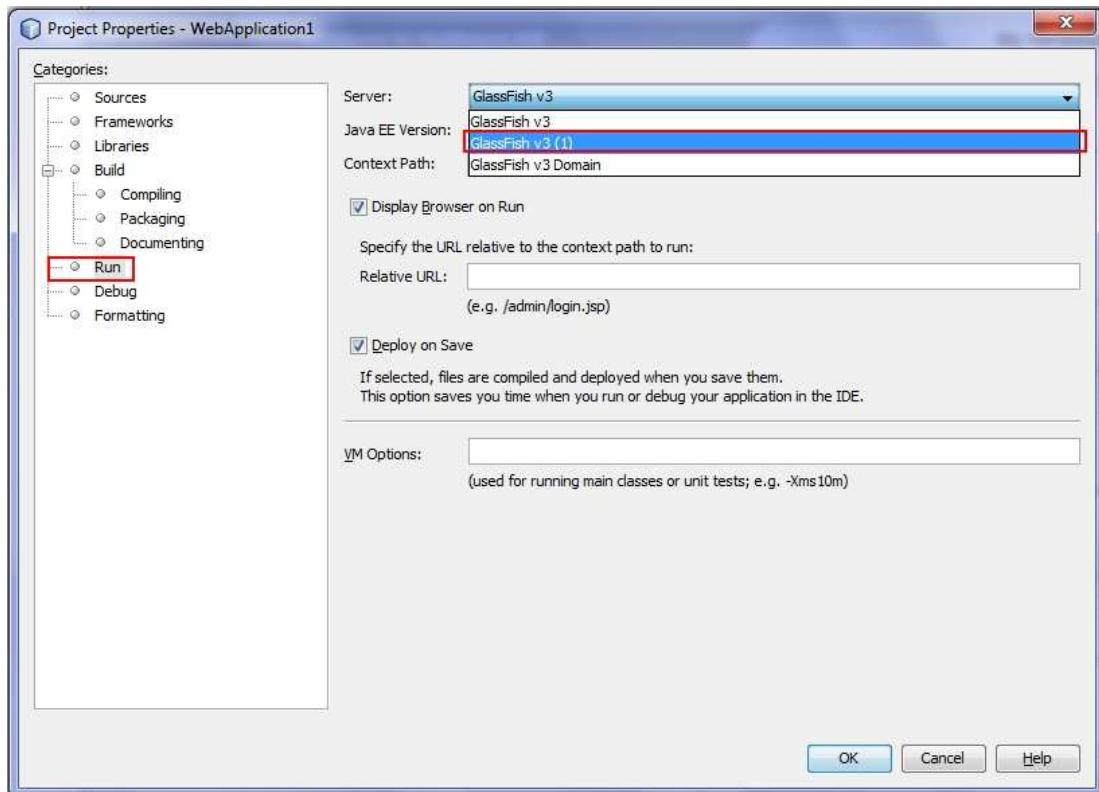 Project Properties - WebApplication1
Categories:
Sources
Frameworks
Libraries
Build
Compiling
Packaging
Documenting
Run
Debug
Formatting
Server: GlassFish v3
GlassFish v3
Java EE Version:
GlassFish v3 (1)
Context Path:
GlassFish v3 Domain
Display Browser on Run
Specify the URL relative to the context path to run:
Relative URL:
(e.g. /admin/login.jsp)
Deploy on Save
If selected, files are compiled and deployed when you save them.
This option saves you time when you run or debug your application in the IDE.
VM Options:
(used for running main classes or unit tests; e.g. -Xms10m)
OK Cancel Help